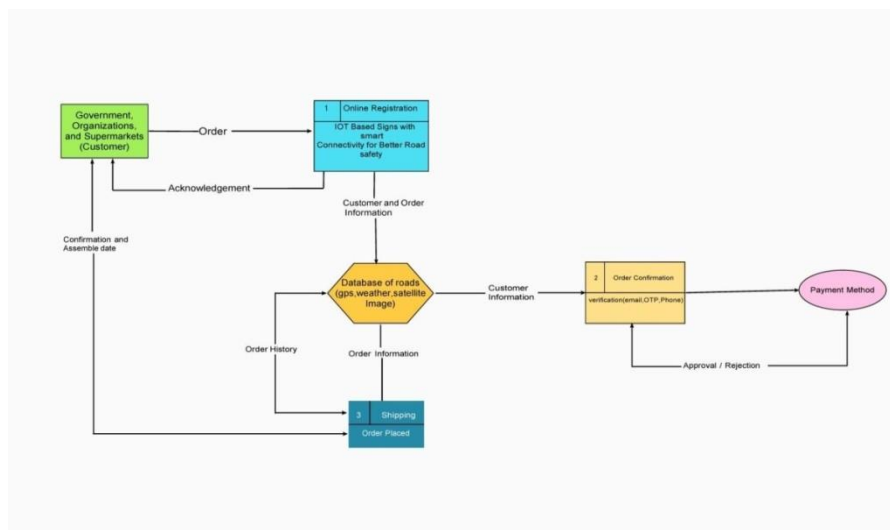 Government,
Organizations,
and Supermarkets
(Customer)
Order
1 Online Registration
IOT Based Signs with
smart
Connectivity for Better Road
safety
Acknowledgement
Customer and Order
Information
Confirmation and
Assemble date
Database of roads
(gps,weather,satellite
Image)
Customer
Information
2 Order Confirmation
verification(email,OTP,Phone)
Payment Method
Order History
Order Information
Approval / Rejection
3 Shipping
Order Placed